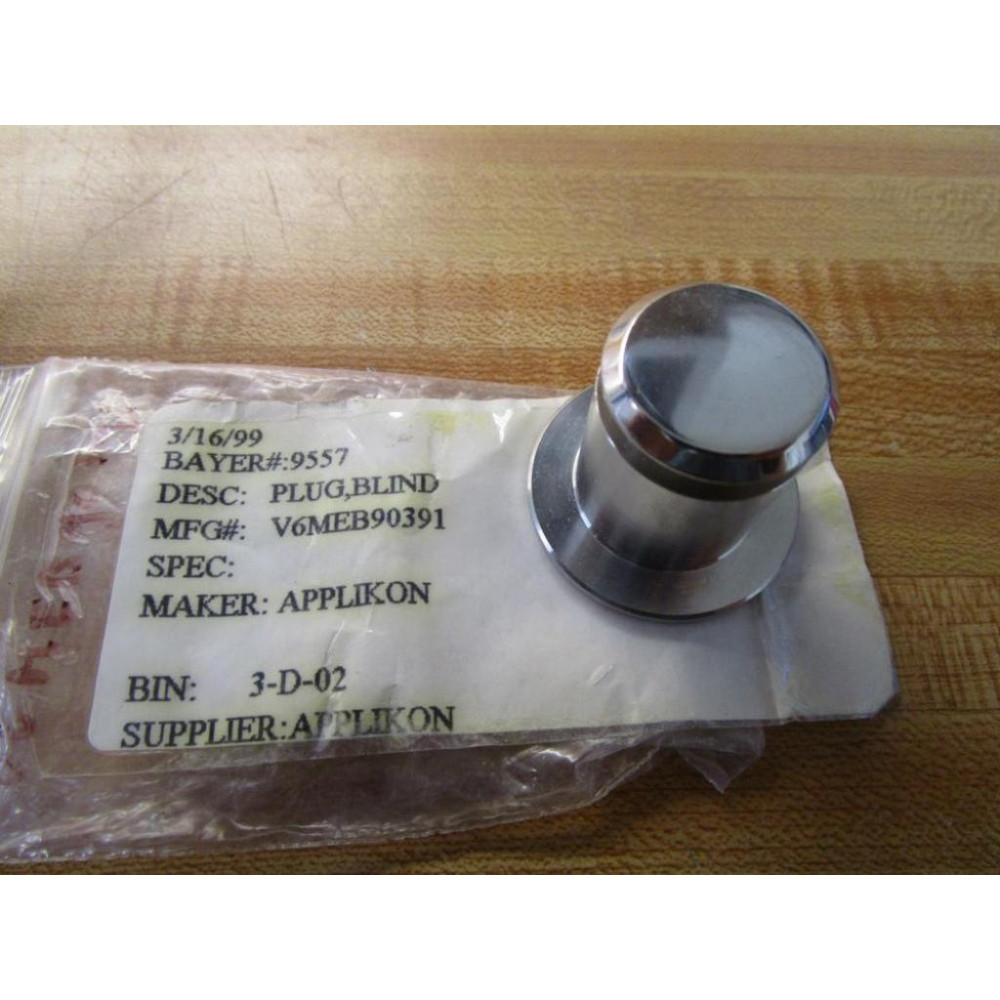 3/16/99
BAYER#:9557
DESC: PLUG,BLIND
MFG#: V6MEB90391
SPEC:
MAKER: APPLIKON
BIN: 3-D-02
SUPPLIER:APPLIKON